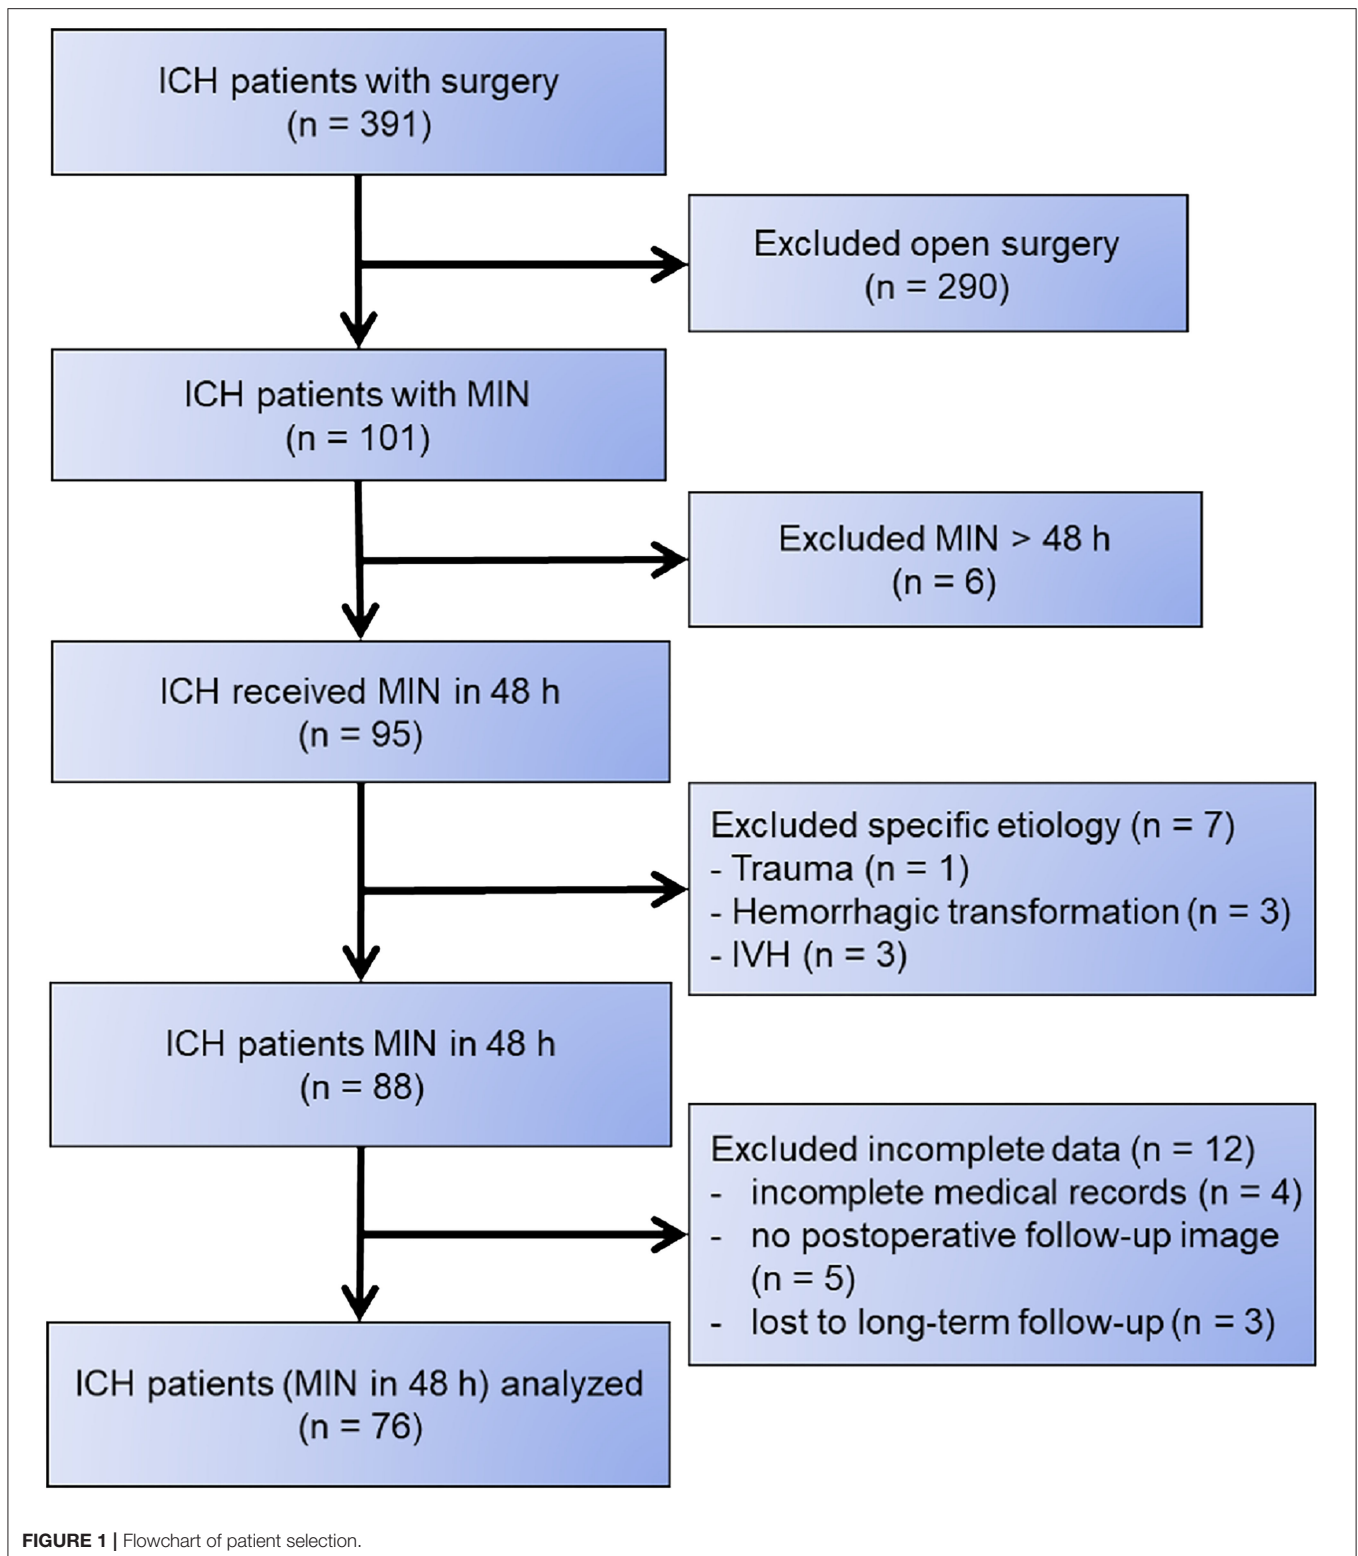 ICH patients with surgery
(n = 391)
Excluded open surgery
(n = 290)
ICH patients with MIN
(n = 101)
Excluded MIN > 48 h
(n = 6)
ICH received MIN in 48 h
(n = 95)
Excluded specific etiology (n = 7)
- Trauma (n = 1)
- Hemorrhagic transformation (n = 3)
- IVH (n = 3)
ICH patients MIN in 48 h
(n = 88)
Excluded incomplete data (n = 12)
- incomplete medical records (n = 4)
- no postoperative follow-up image
(n = 5)
- lost to long-term follow-up (n = 3)
ICH patients (MIN in 48 h) analyzed
(n = 76)
FIGURE 1 | Flowchart of patient selection.